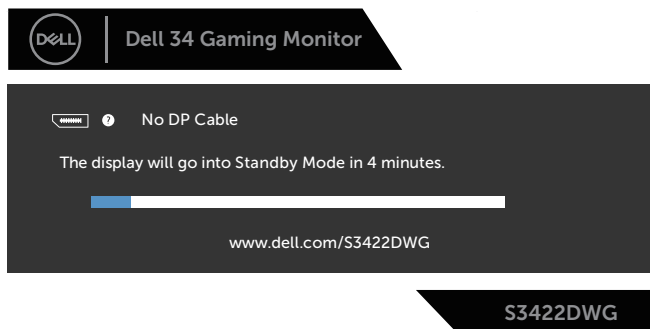 DELL
Dell 34 Gaming Monitor
? No DP Cable
The display will go into Standby Mode in 4 minutes.
www.dell.com/S3422DWG
S3422DWG